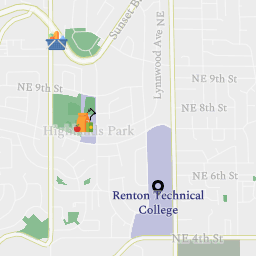 Sunset B
Lynnwood Ave NE
NE 9th St
NE 9th St
NE 8th St
Highlands Park
NE 6th St
Renton Technical
College
NE 4th St